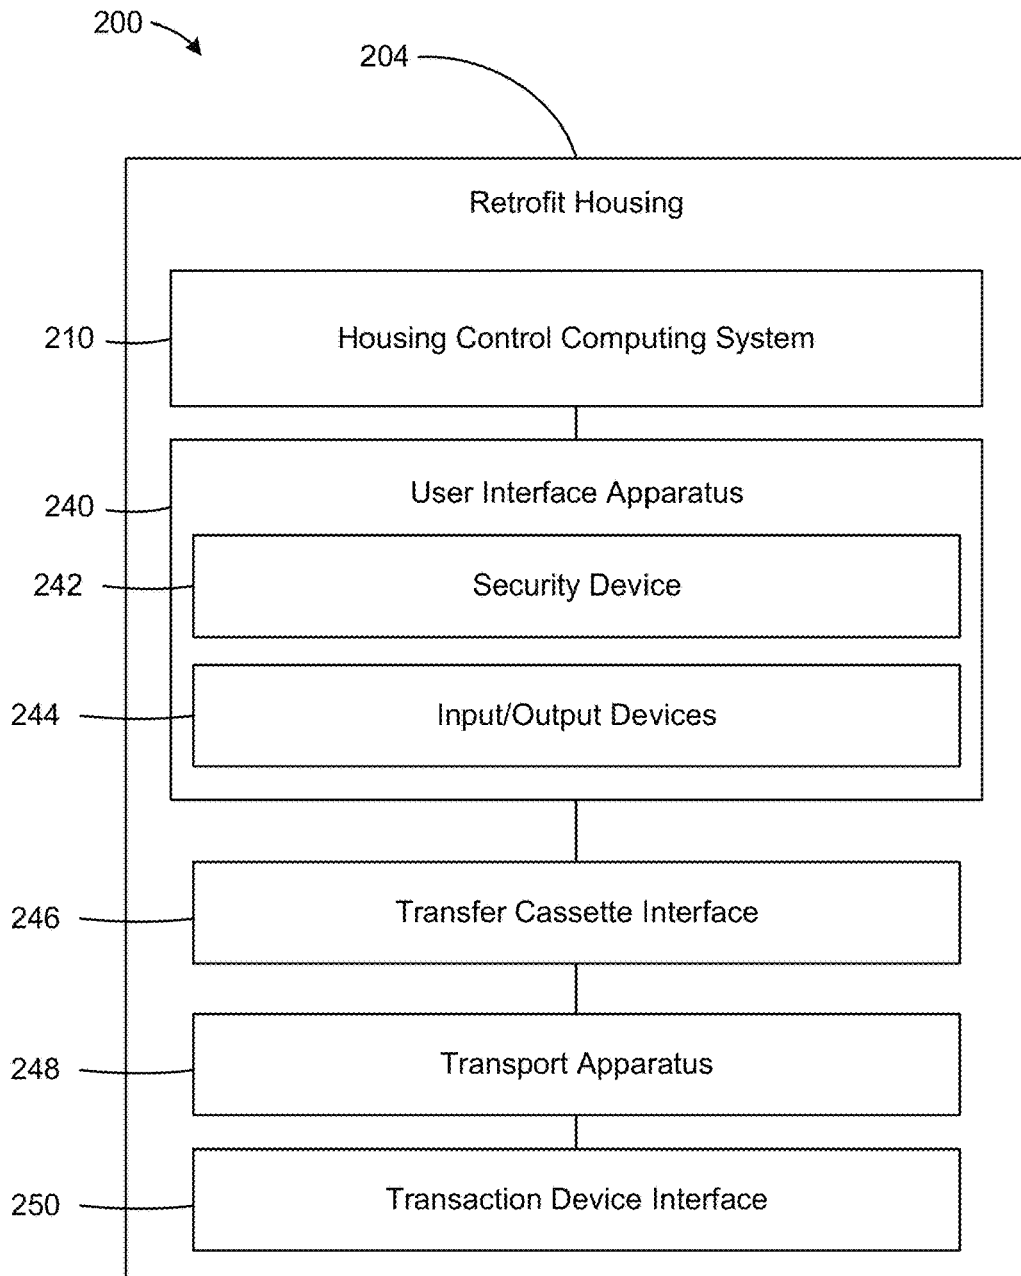 200
204
Retrofit Housing
210
Housing Control Computing System
240
User Interface Apparatus
242
Security Device
244
Input/Output Devices
246
Transfer Cassette Interface
248
Transport Apparatus
250
Transaction Device Interface